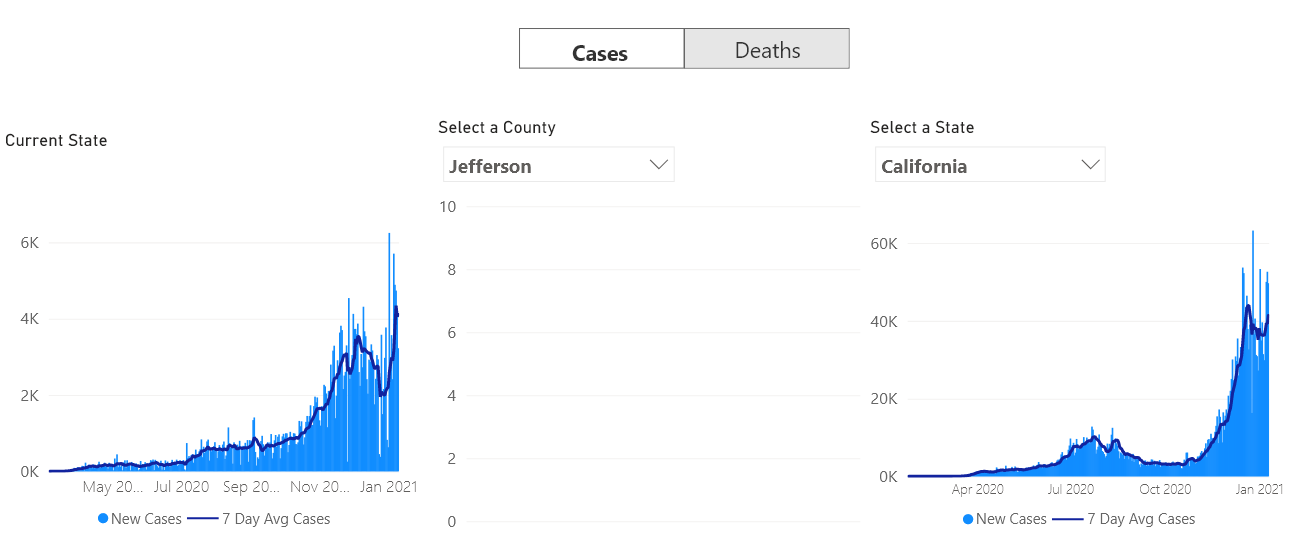 Cases
Deaths
Current State
Select a County
Select a State
Jefferson
California
6K
4K
2K
0K
May 20...
Jul 2020
Sep 20...
Nov 20...
Jan 2021
New Cases
7 Day Avg Cases
10
8
6
4
2
0
60K
40K
20K
0K
Apr 2020
Jul 2020
Oct 2020
Jan 2021
New Cases
7 Day Avg Cases